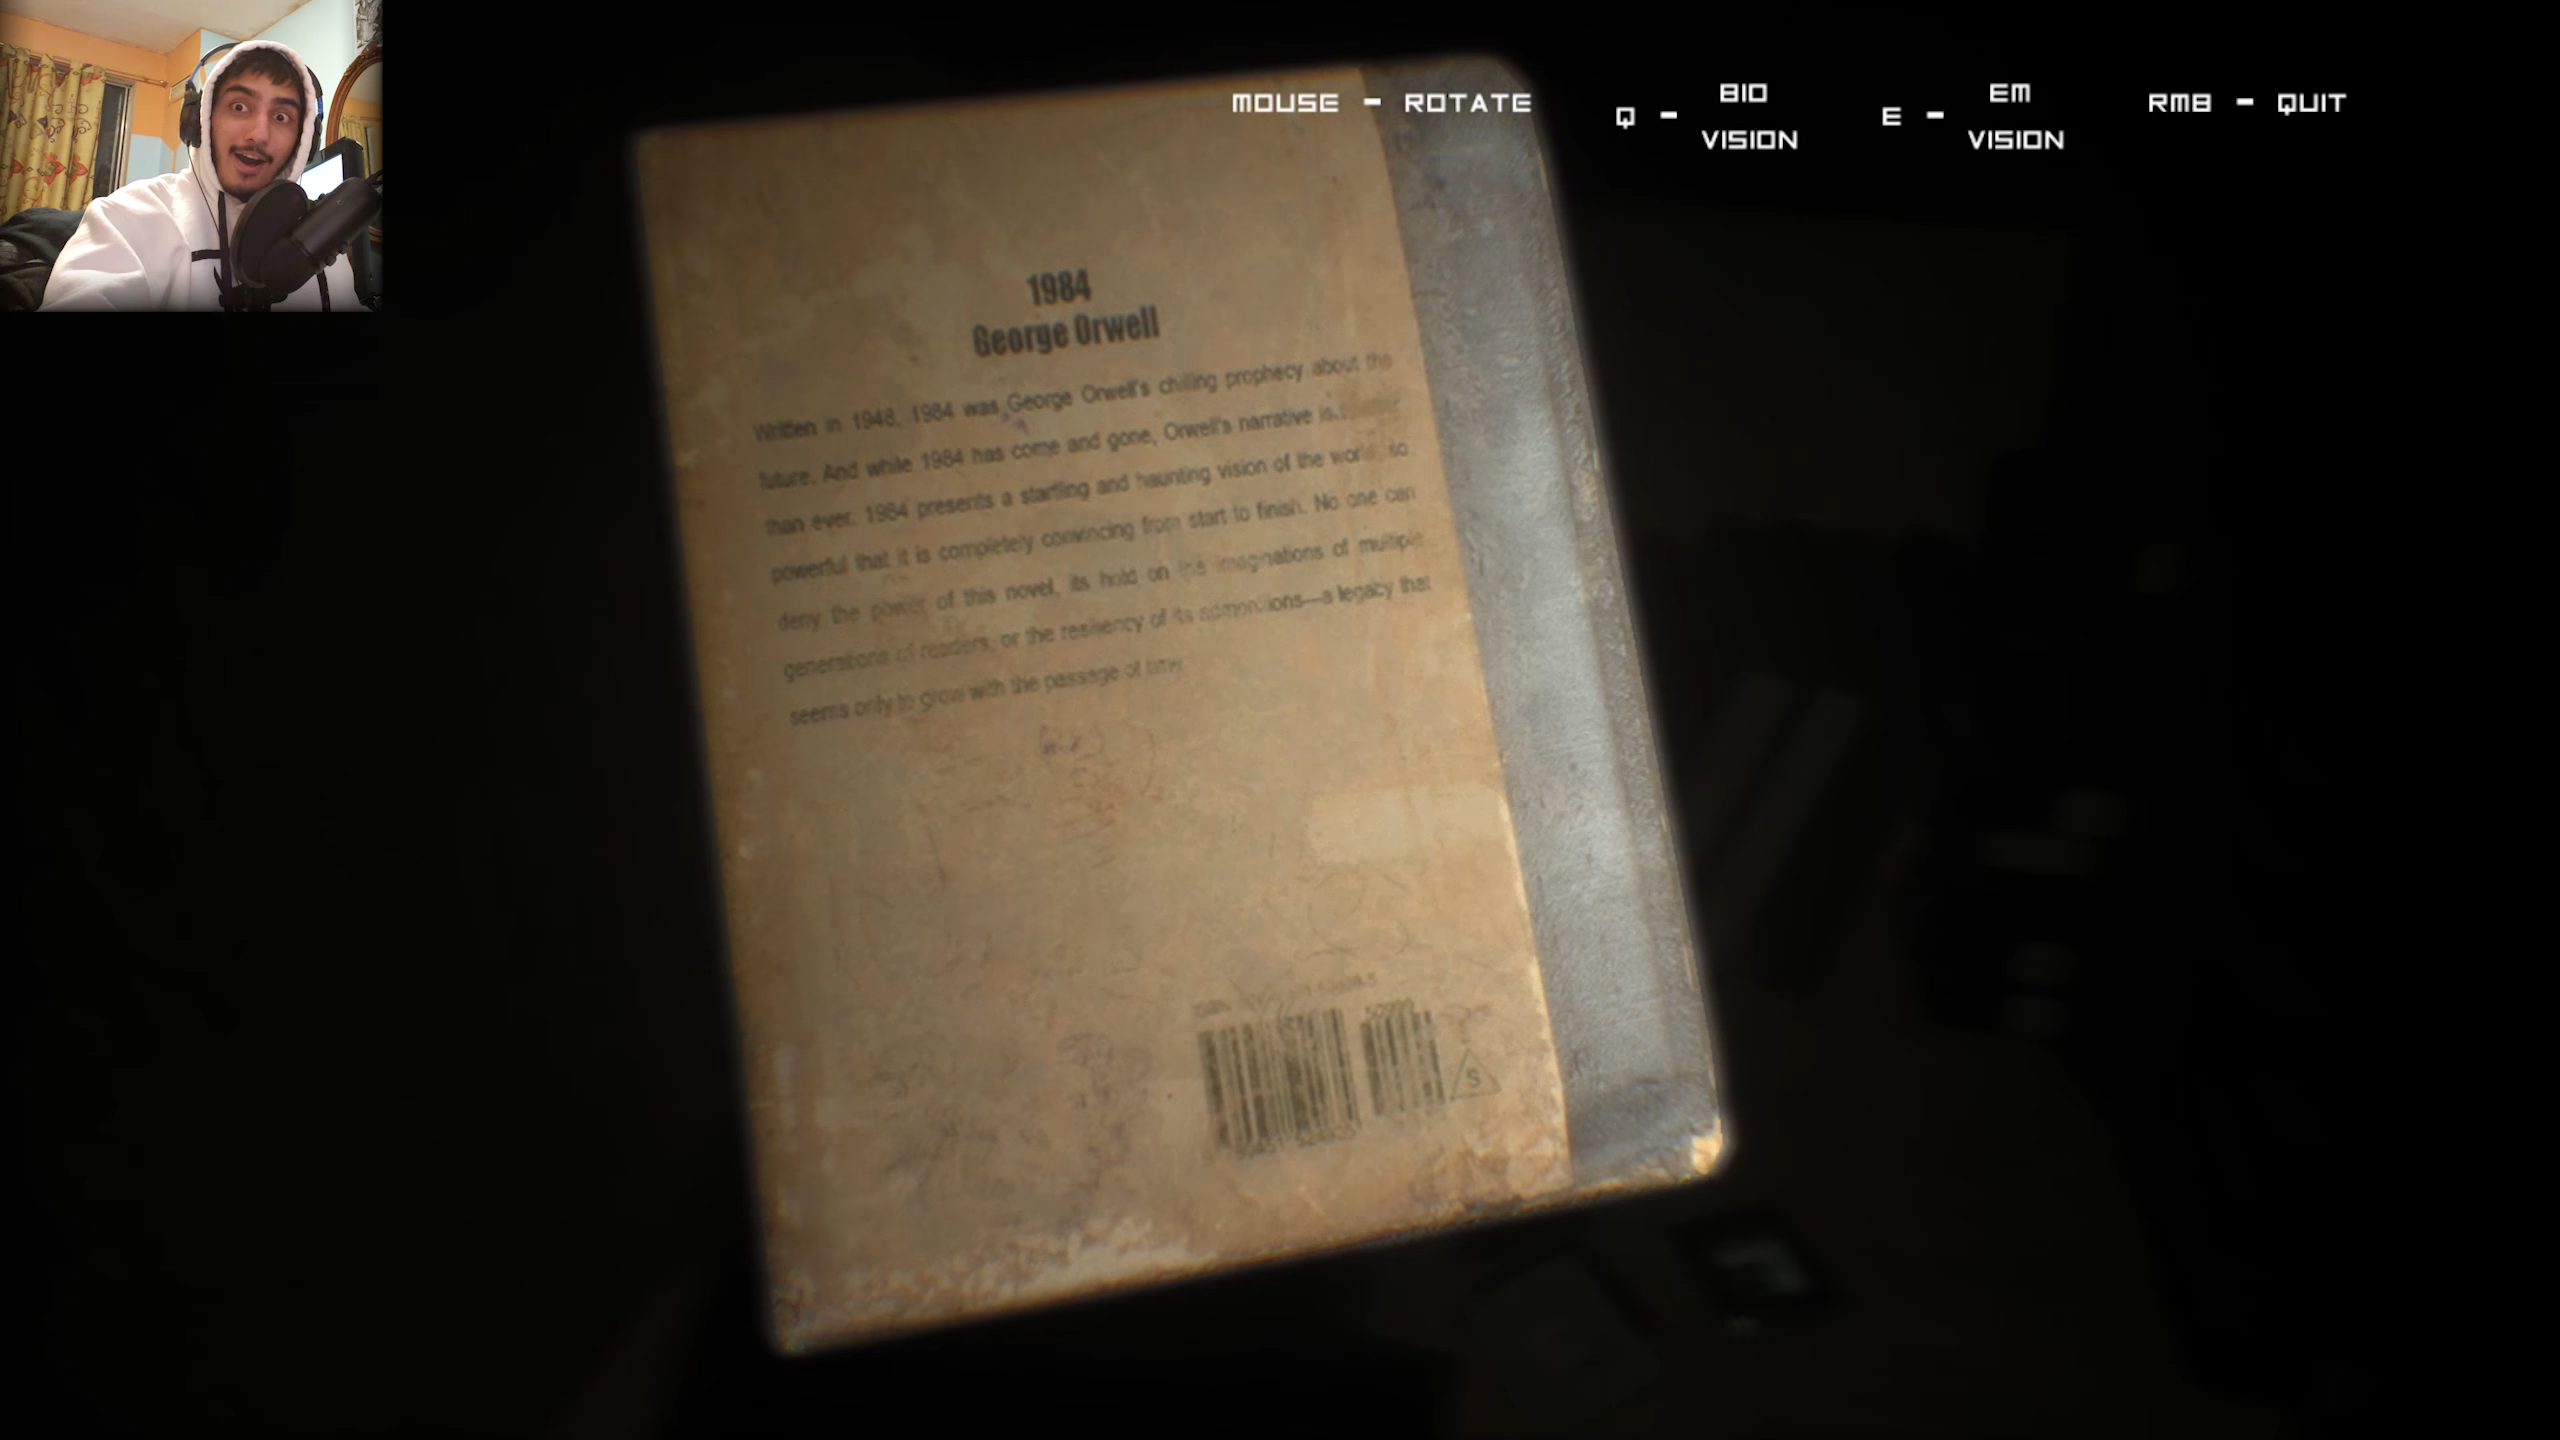 MOUSE - ROTATE
Q - BIO VISION
E - EM VISION
RMB - QUIT
1984
George Orwell
Written in 1948, 1984 was George Orwell's chilling prophecy about the
future. And while 1984 has come and gone, Orwell's narrative is
than ever. 1984 presents a startling and haunting vision of the world, so
powerful that it is completely convincing from start to finish. No one can
deny the power of this novel, its hold on the imaginations of multiple
generations of readers, or the resiliency of its admonitions—a legacy that
seems only to grow with the passage of time.
ISBN
S